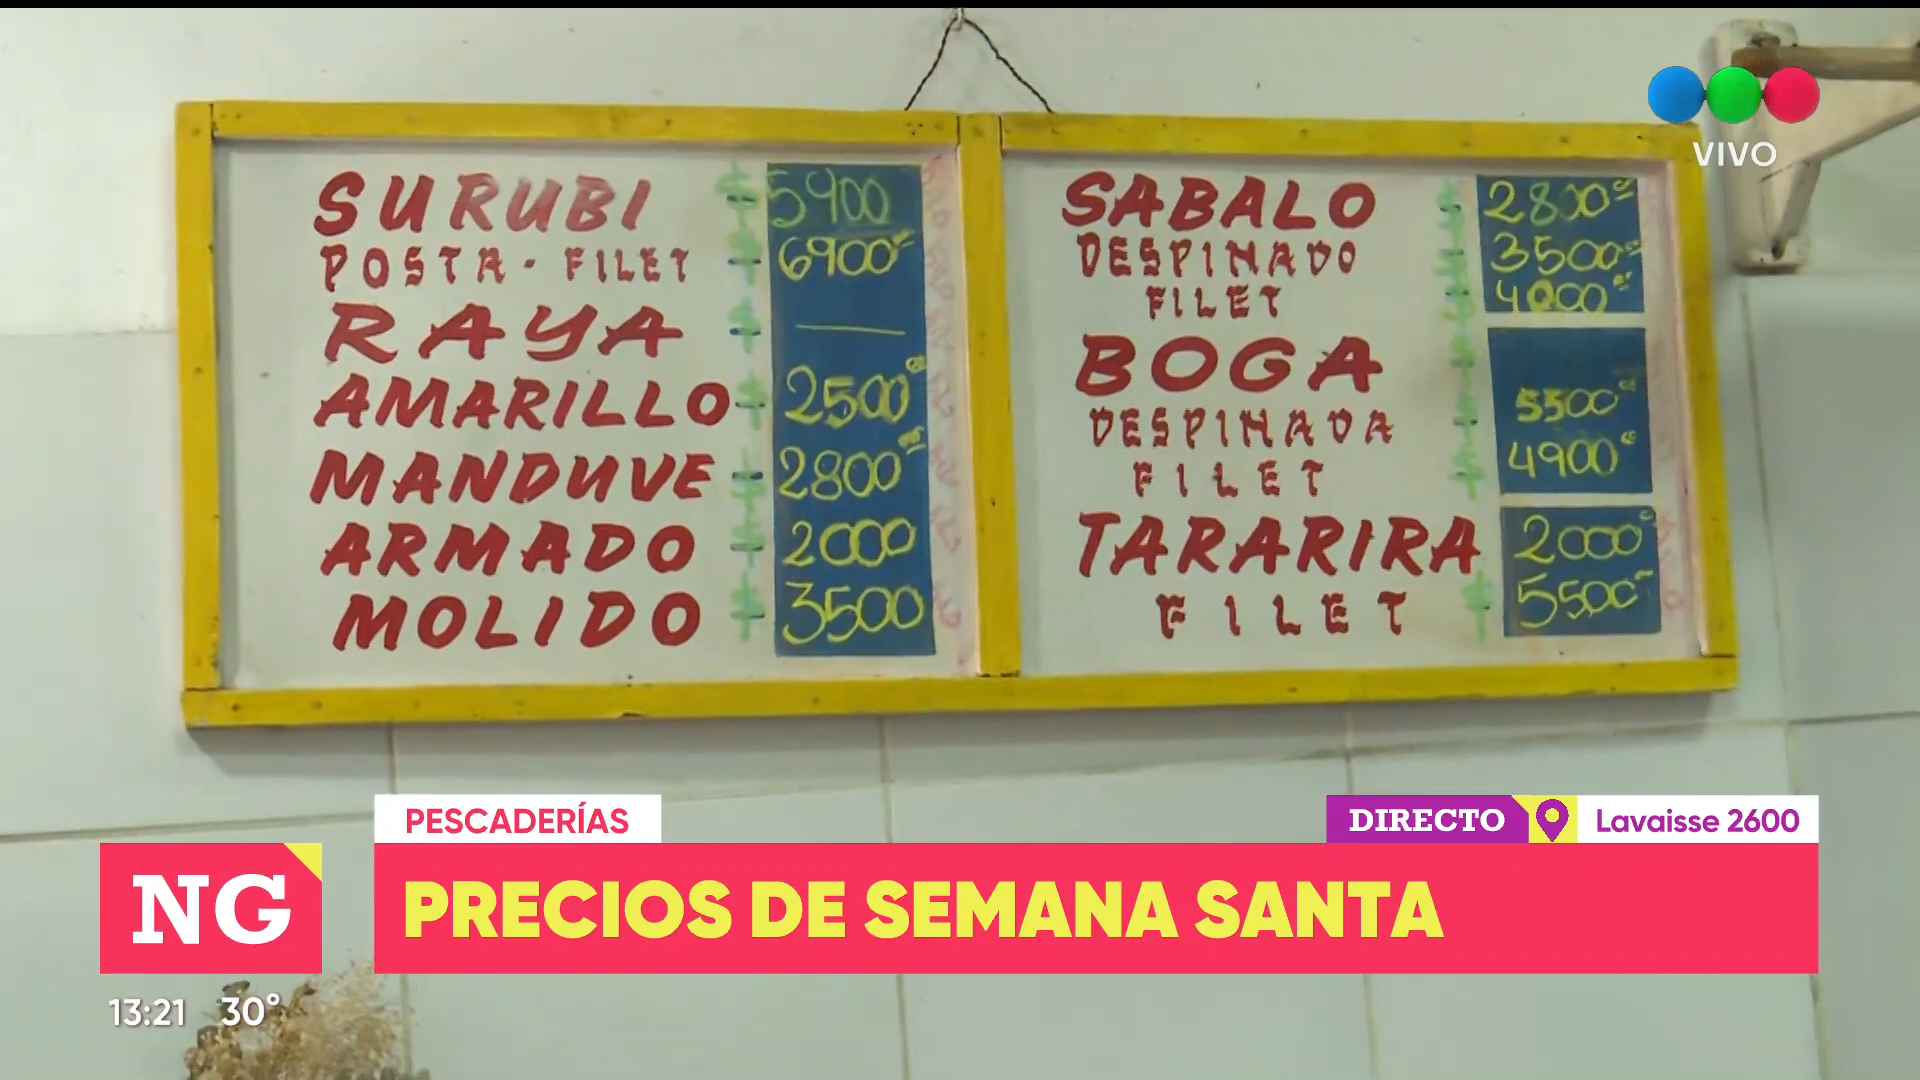 VIVO
SURUBI $ 5900
POSTA - FILET $ 6900
RAYA $ —
AMARILLO $ 2500
MANDUVE $ 2800
ARMADO $ 2000
MOLIDO $ 3500
SABALO $ 2800
DESPINADO $ 3500
FILET $ 4000
BOGA $
DESPINADA $ 5300
FILET $ 4900
TARARIRA 2000
FILET $ 5500
PESCADERÍAS
DIRECTO Lavaisse 2600
NG
PRECIOS DE SEMANA SANTA
13:21 30°